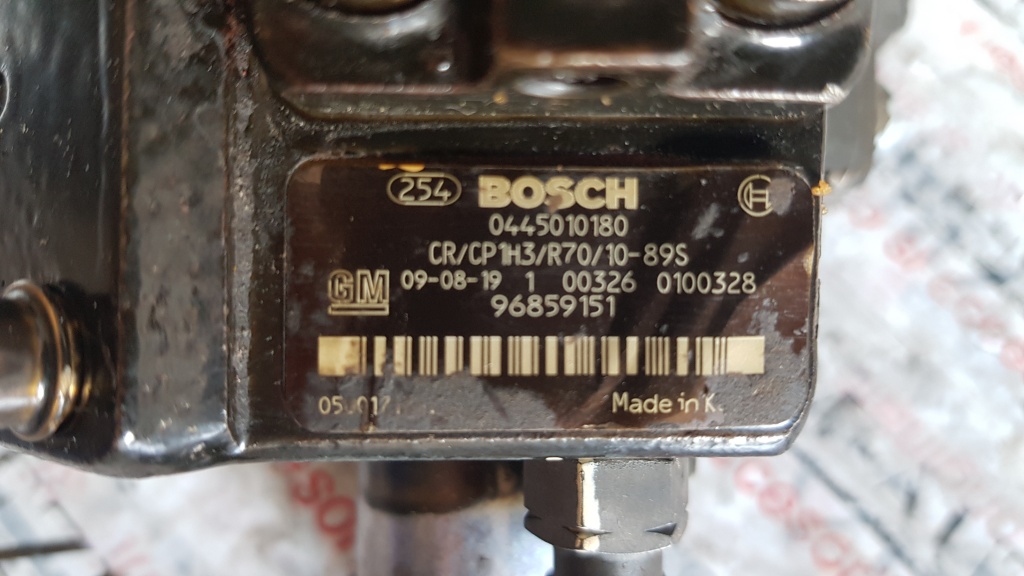 254 BOSCH
0445010180
CR/CP1H3/R70/10-89S
GM 09-08-19 1 00326 0100328
96859151
Made in K.